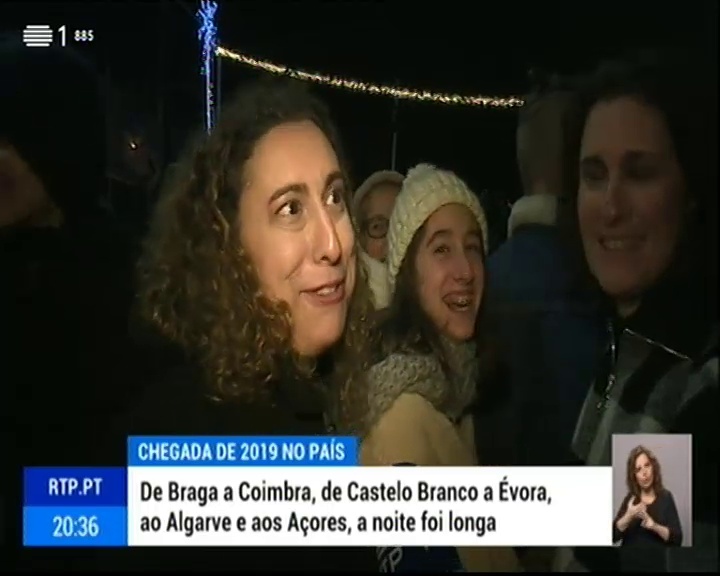 1 885
CHEGADA DE 2019 NO PAÍS
RTP.PT
De Braga a Coimbra, de Castelo Branco a Évora,
20:36
ao Algarve e aos Açores, a noite foi longa